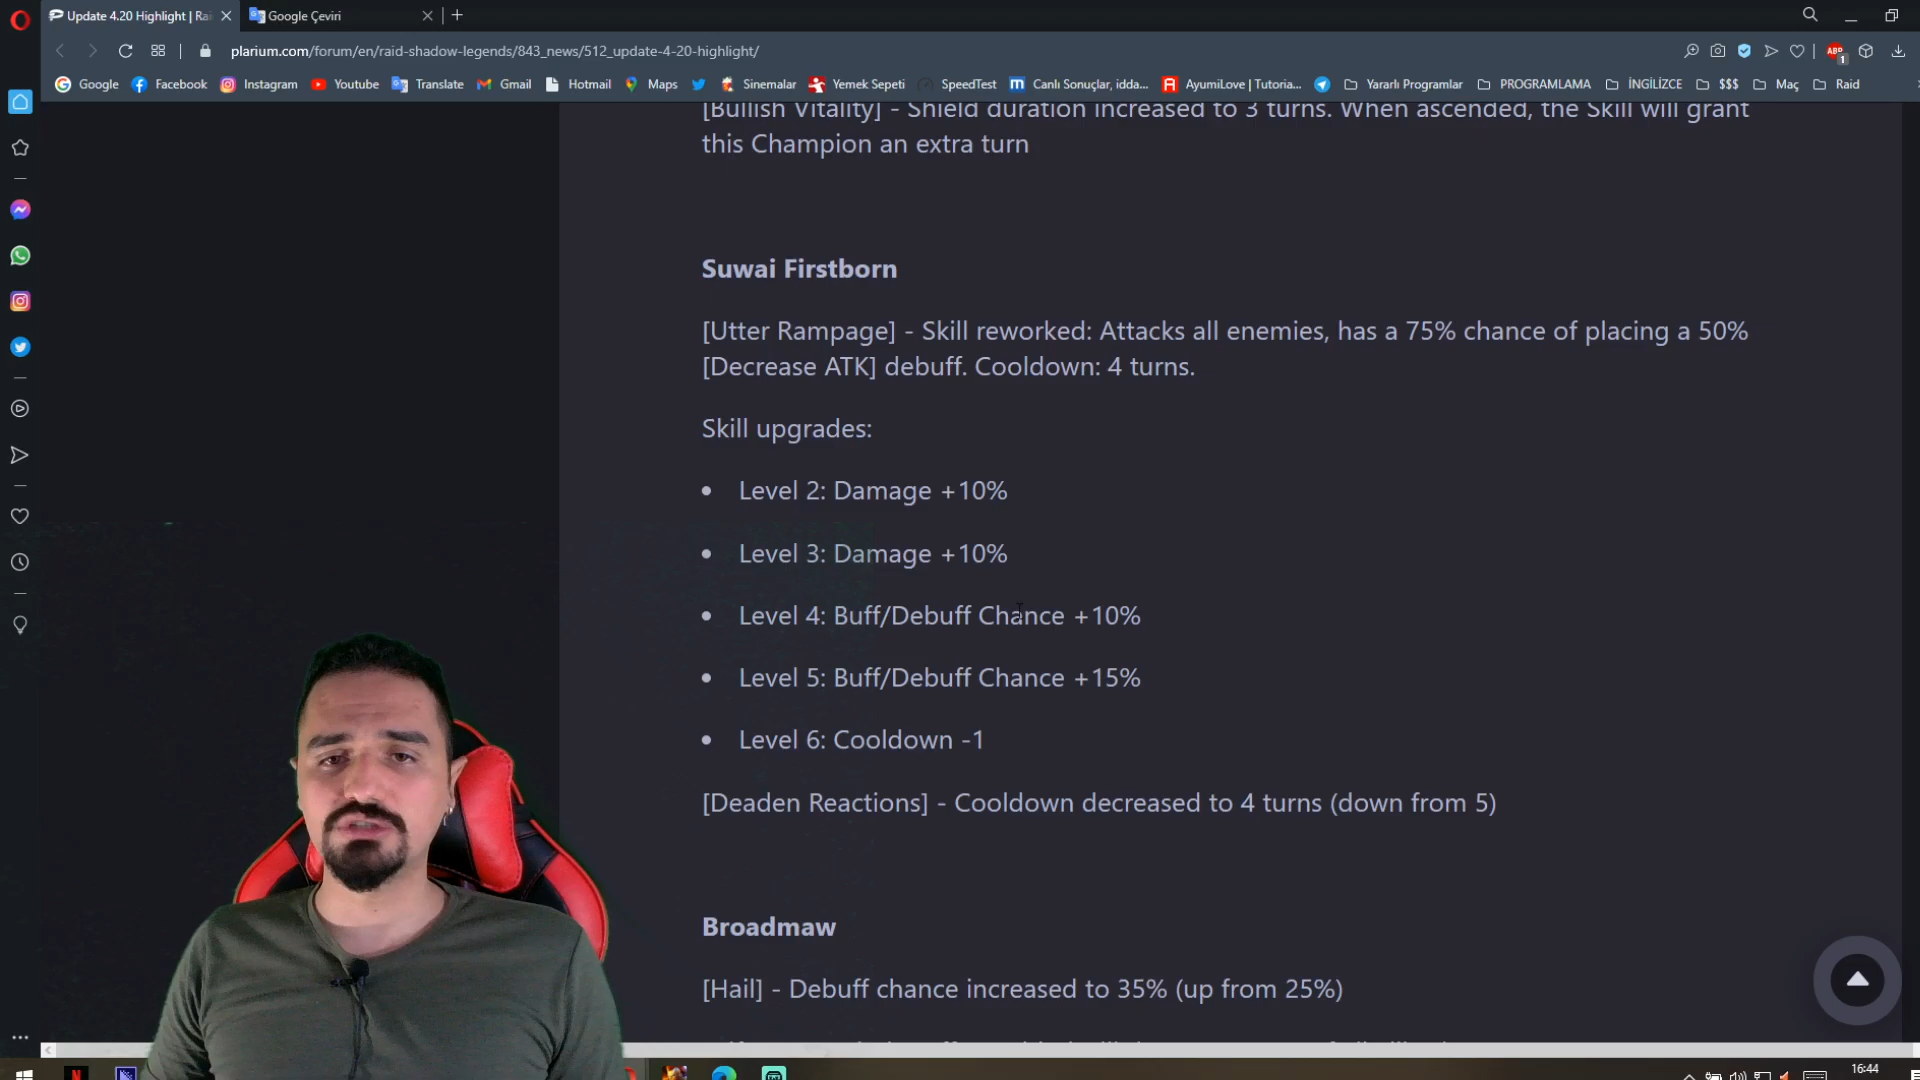 Update 4.20 Highlight | Ra
Google Çeviri
plarium.com/forum/en/raid-shadow-legends/843_news/512_update-4-20-highlight/
Google
Facebook
Instagram
Youtube
Translate
Gmail
Hotmail
Maps
Sinemalar
Yemek Sepeti
SpeedTest
Canlı Sonuçlar, idda...
AyumiLove | Tutoria...
Yararlı Programlar
PROGRAMLAMA
İNGİLİZCE
$$$
Maç
Raid
[Bullish Vitality] - Shield duration increased to 3 turns. When ascended, the Skill will grant
this Champion an extra turn
Suwai Firstborn
[Utter Rampage] - Skill reworked: Attacks all enemies, has a 75% chance of placing a 50%
[Decrease ATK] debuff. Cooldown: 4 turns.
Skill upgrades:
Level 2: Damage +10%
Level 3: Damage +10%
Level 4: Buff/Debuff Chance +10%
Level 5: Buff/Debuff Chance +15%
Level 6: Cooldown -1
[Deaden Reactions] - Cooldown decreased to 4 turns (down from 5)
Broadmaw
[Hail] - Debuff chance increased to 35% (up from 25%)
16:44